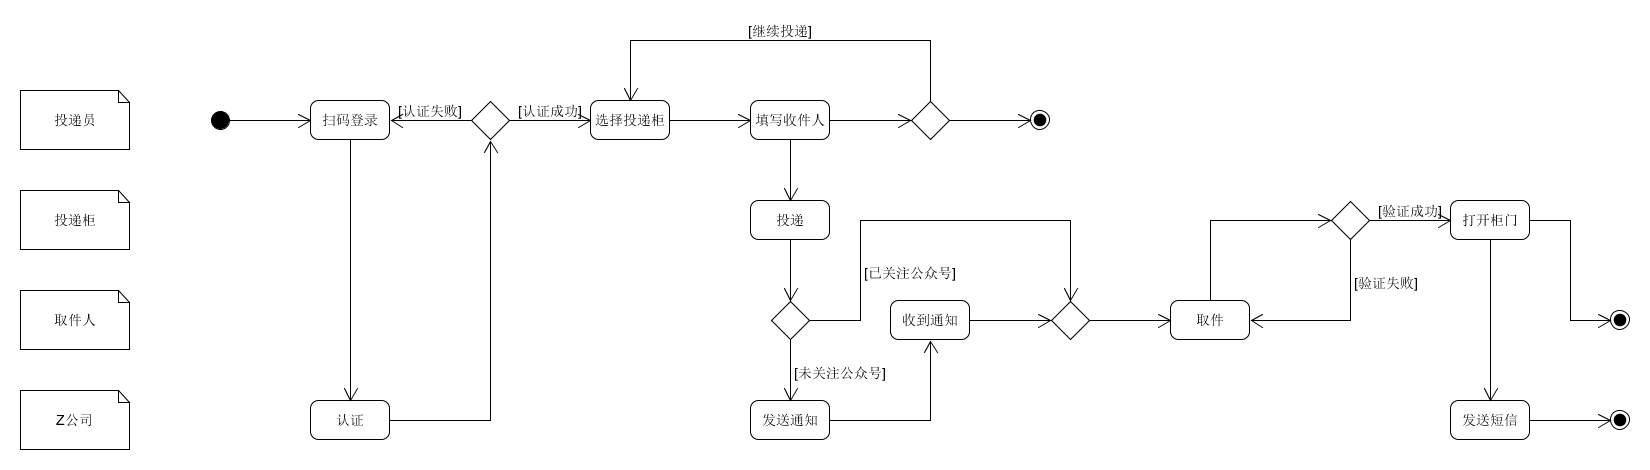 [继续投递]
投递员
扫码登录
[认证失败]
[认证成功]
选择投递柜
填写收件人
投递柜
投递
[验证成功]
打开柜门
[已关注公众号]
[验证失败]
取件人
收到通知
取件
[未关注公众号]
Z公司
认证
发送通知
发送短信